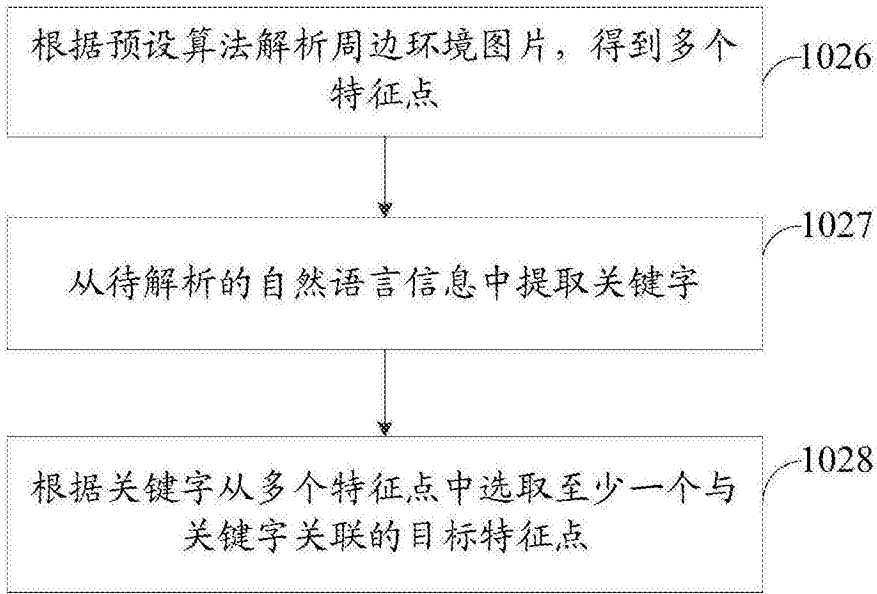 根据预设算法解析周边环境图片，得到多个
特征点
1026
从待解析的自然语言信息中提取关键字
1027
根据关键字从多个特征点中选取至少一个与
关键字关联的目标特征点
1028